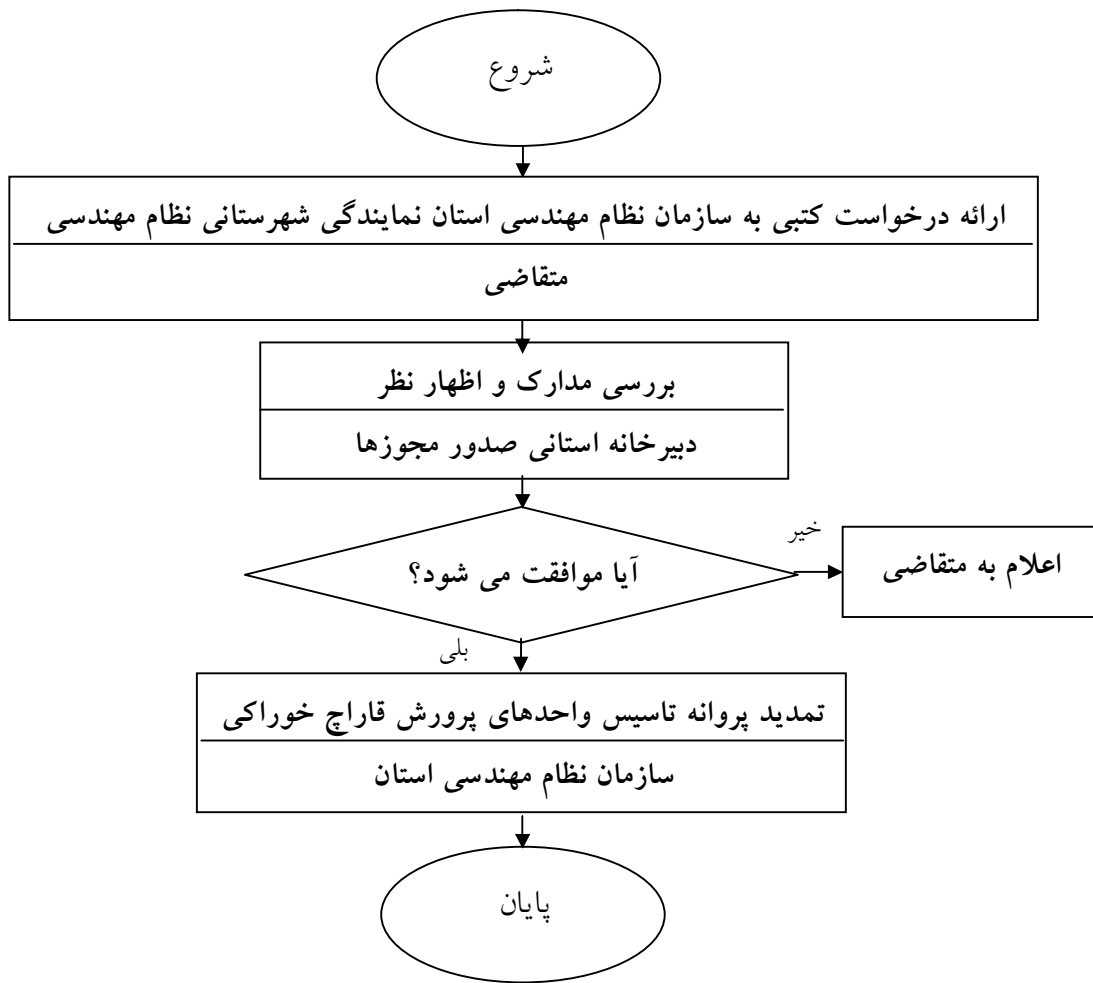 شروع
ارائه درخواست کتبی به سازمان نظام مهندسی استان نمایندگی شهرستانی نظام مهندسی
متقاضی
بررسی مدارک و اظهار نظر
دبیرخانه استانی صدور مجوزها
آیا موافقت می شود؟
خیر
اعلام به متقاضی
بلی
تمدید پروانه تاسیس واحدهای پرورش قاراچ خوراکی
سازمان نظام مهندسی استان
پایان